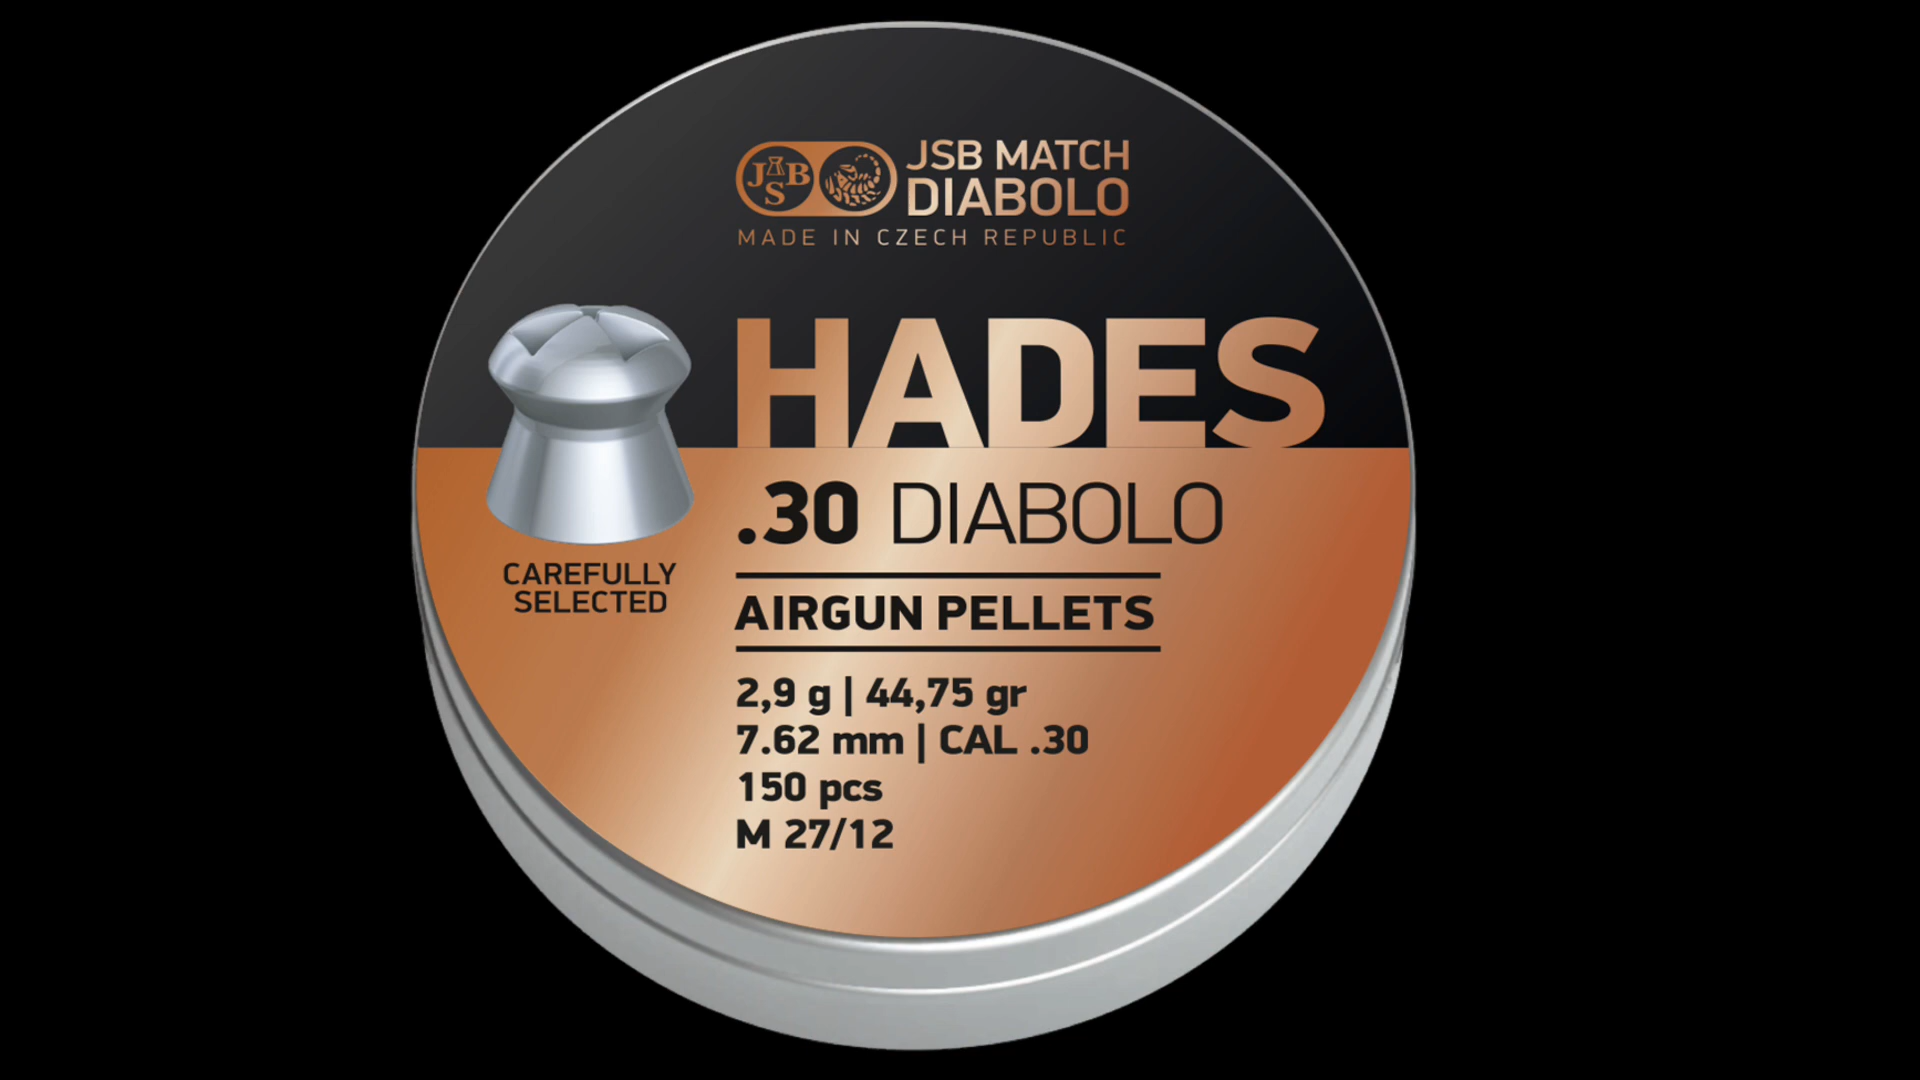 JSB
JSB MATCH
DIABOLO
MADE IN CZECH REPUBLIC
HADES
.30 DIABOLO
CAREFULLY
SELECTED
AIRGUN PELLETS
2,9 g | 44,75 gr
7.62 mm | CAL .30
150 pcs
M 27/12